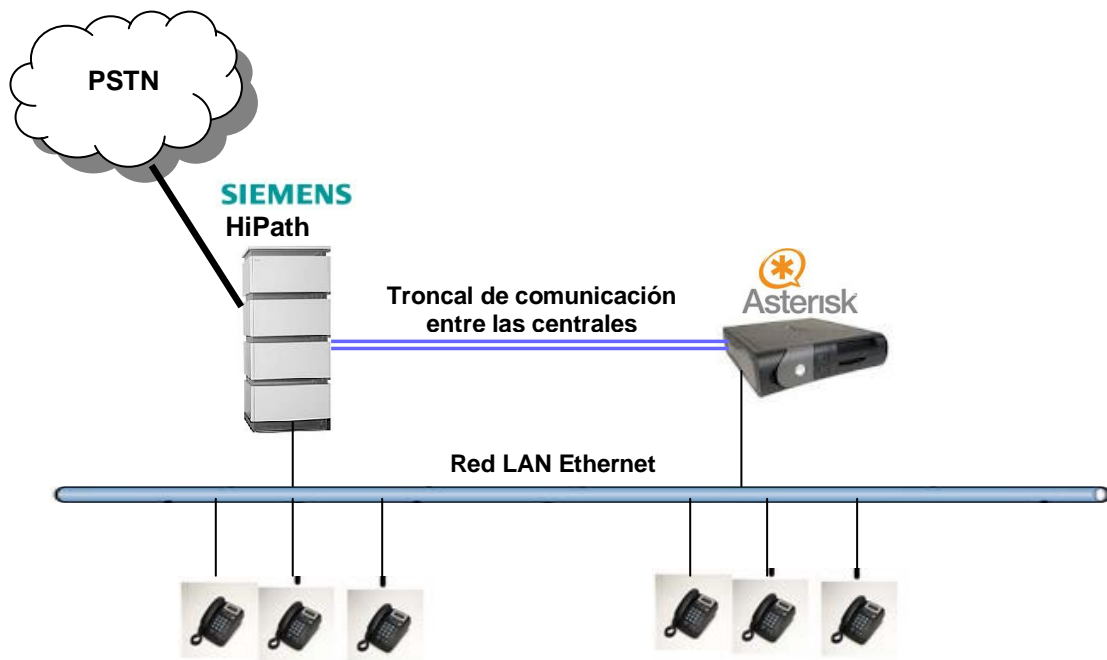 PSTN
SIEMENS
HiPath
Troncal de comunicación
entre las centrales
Asterisk
Red LAN Ethernet